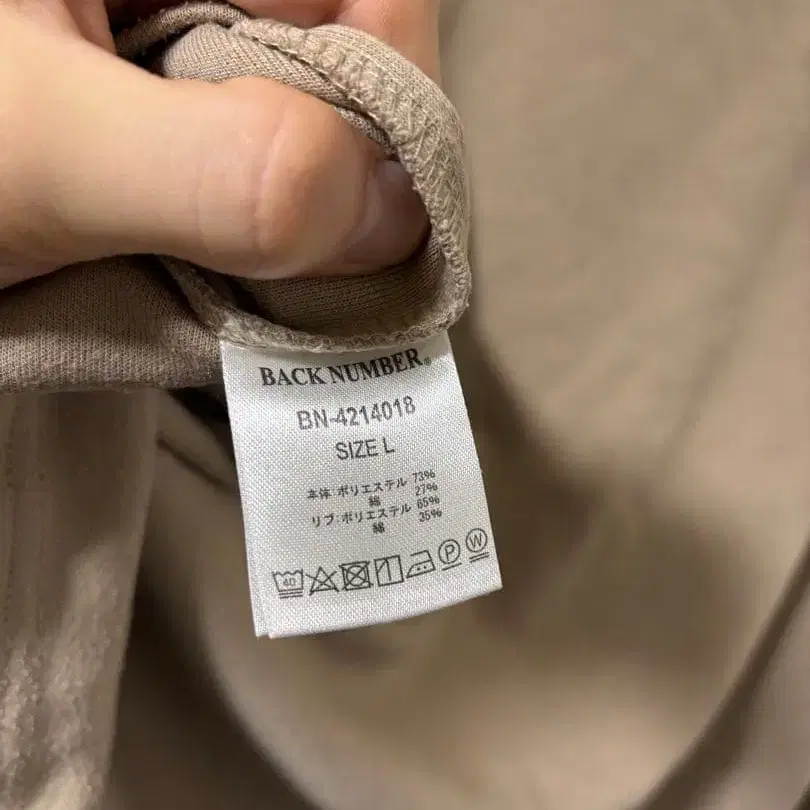 BACK NUMBER®
BN-4214018
SIZE L
本体:ポリエステル 73%
綿 27%
リブ:ポリエステル 65%
綿 35%
40
P
W